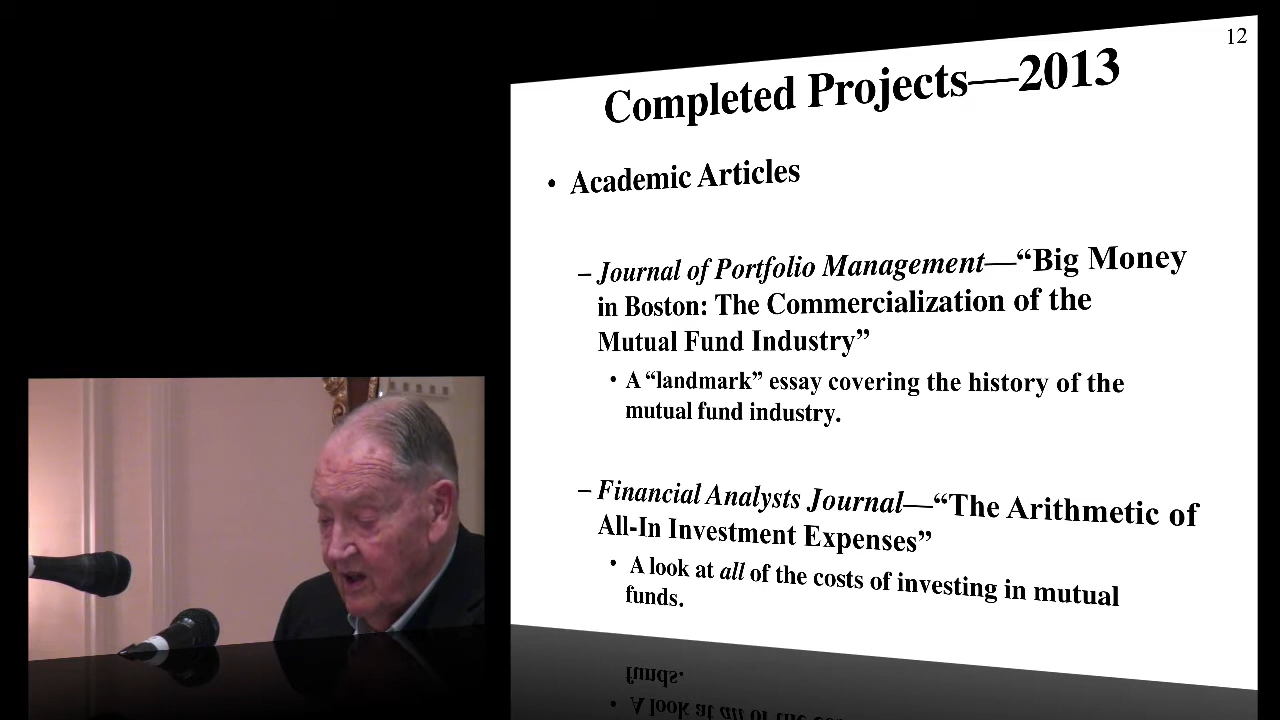 12
Completed Projects—2013
• Academic Articles
– Journal of Portfolio Management—“Big Money
in Boston: The Commercialization of the
Mutual Fund Industry”
• A “landmark” essay covering the history of the
mutual fund industry.
– Financial Analysts Journal—“The Arithmetic of
All-In Investment Expenses”
• A look at all of the costs of investing in mutual
funds.